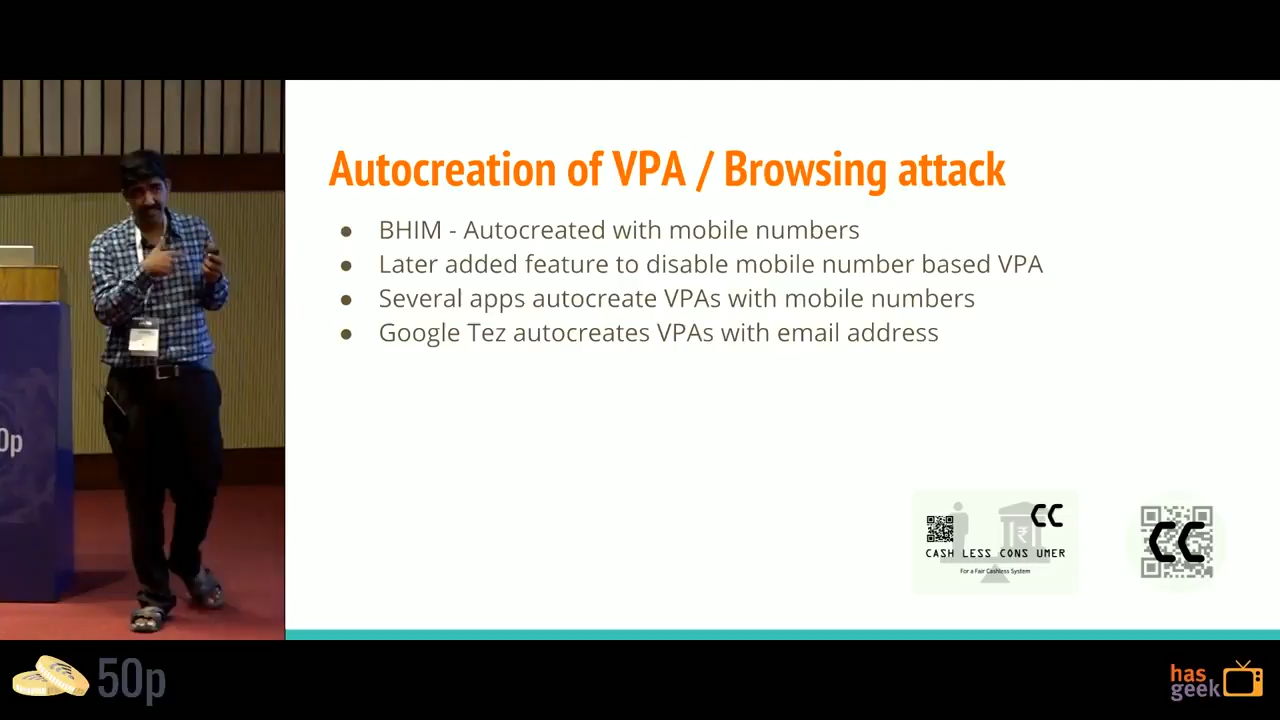 Autocreation of VPA / Browsing attack
● BHIM - Autocreated with mobile numbers
● Later added feature to disable mobile number based VPA
● Several apps autocreate VPAs with mobile numbers
● Google Tez autocreates VPAs with email address
CC
CASH LESS CONS UMER
For a Fair Cashless System
CC
0p
50p
has
geek